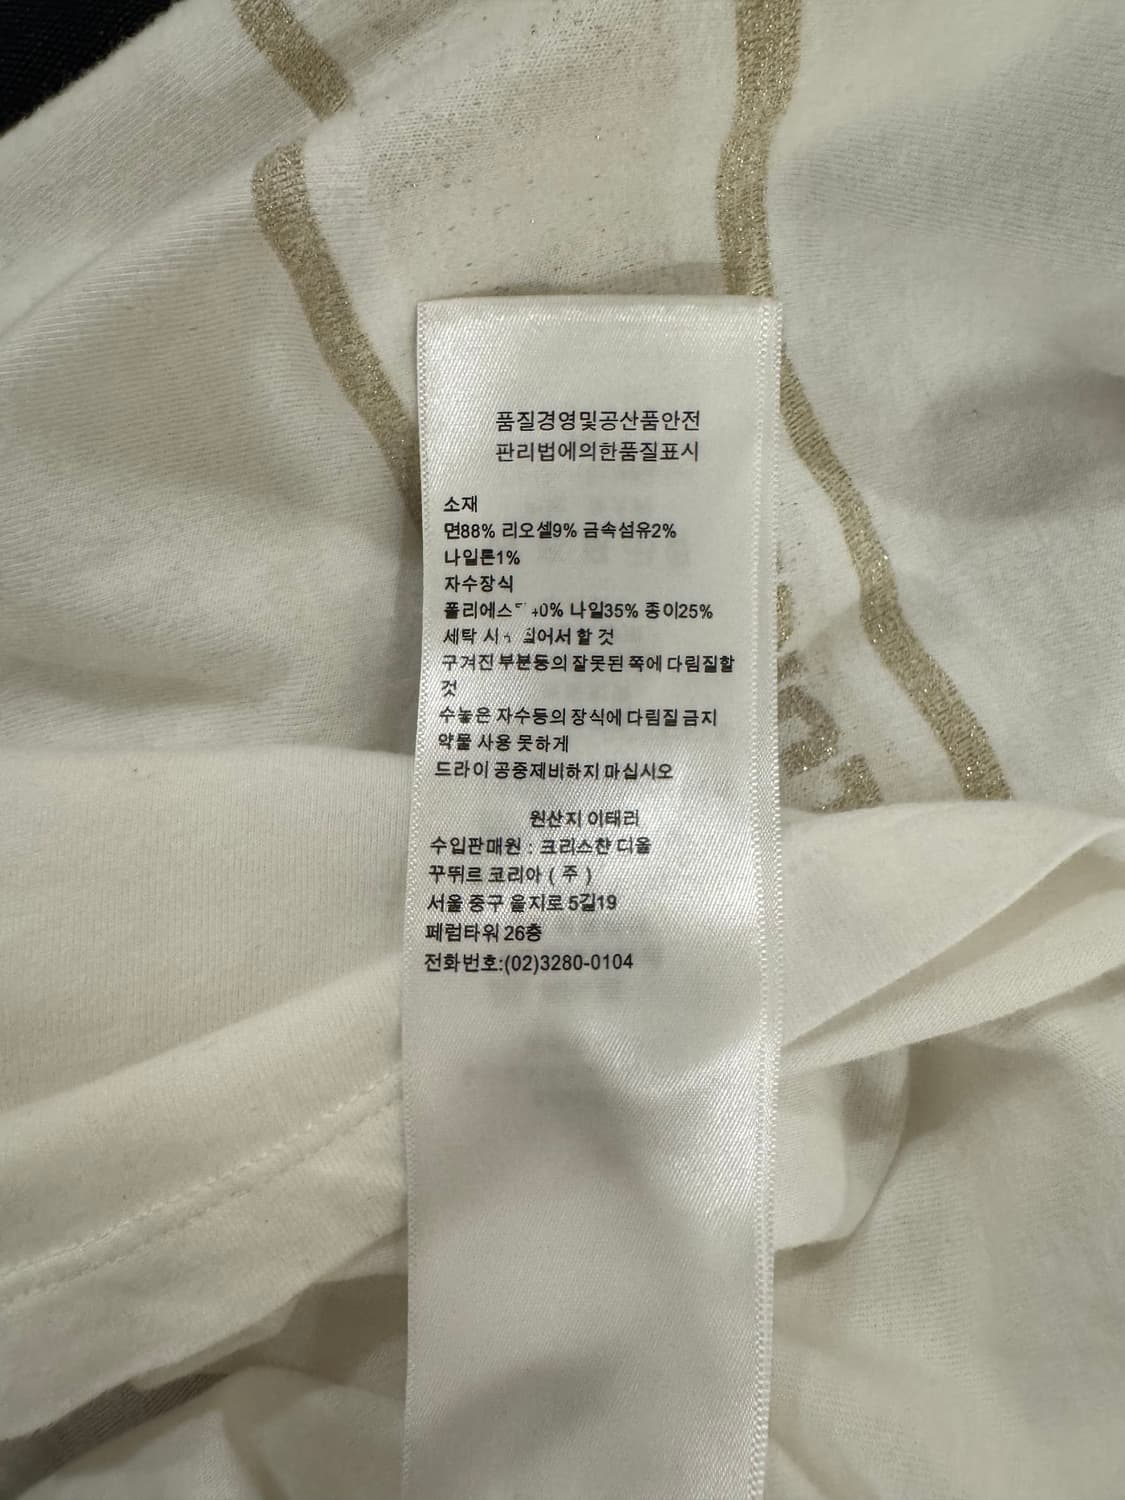 품질경영및공산품안전
판리법에의한품질표시
소재
면88% 리오셀9% 금속섬유2%
나일론1%
자수장식
나일35% 종이25%
세탁 할 것
구겨진 부분등의 잘못된 쪽에 다림질할
것
수놓은 자수등의 장식에 다림질 금지
약물 사용 못하게
드라이 공중제비하지 마십시오
원산지 이태리
수입판매원 : 크리스챤 디올
꾸뛰르 코리아 ( 주 )
서울 중구 을지로 5길19
페럼타워 26층
전화번호:(02)3280-0104